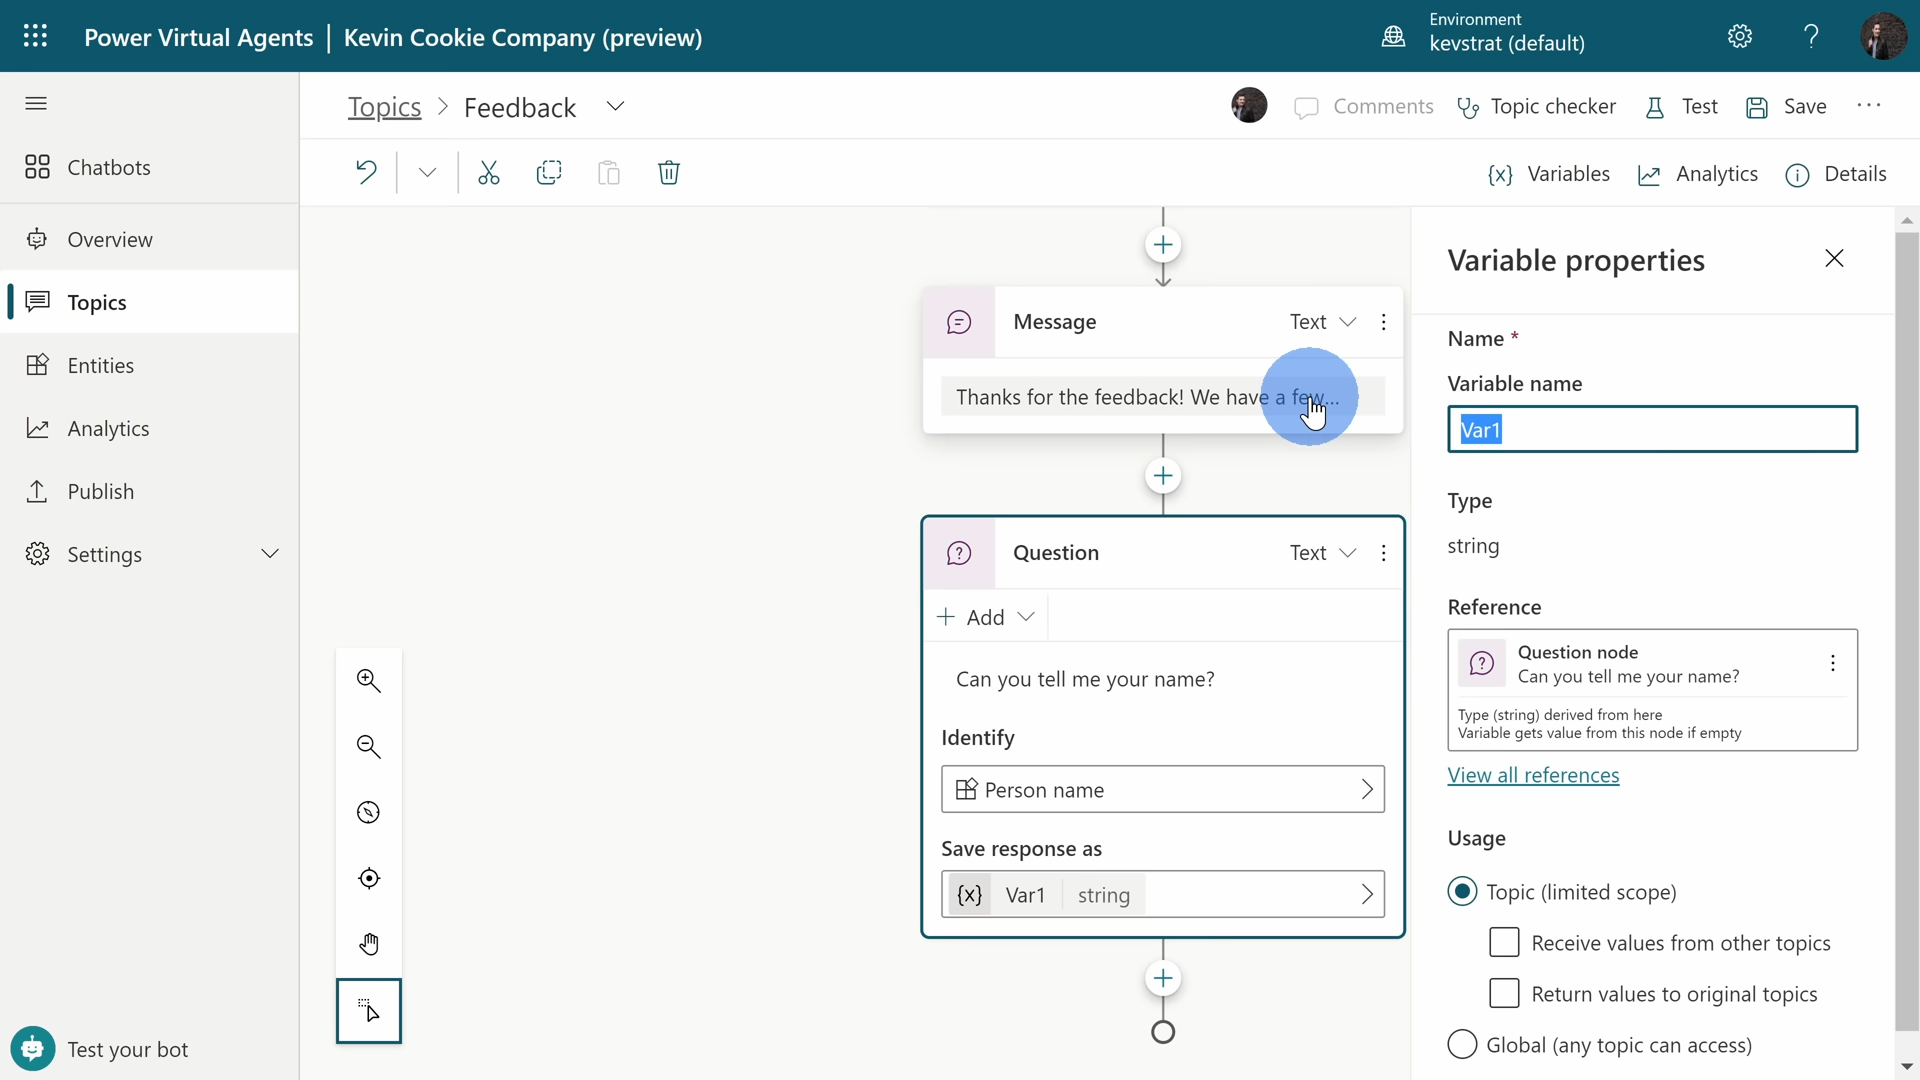 Power Virtual Agents | Kevin Cookie Company (preview)
Environment
kevstrat (default)
?
Topics > Feedback
Comments
Topic checker
Test
Save
...
Variables
Analytics
Details
Chatbots
Overview
Topics
Entities
Analytics
Publish
Settings
Test your bot
Message
Text
Thanks for the feedback! We have a few...
Question
Text
+ Add
Can you tell me your name?
Identify
Person name
Save response as
{x} Var1 string
Variable properties
Name *
Variable name
Var1
Type
string
Reference
Question node
Can you tell me your name?
Type (string) derived from here
Variable gets value from this node if empty
View all references
Usage
Topic (limited scope)
Receive values from other topics
Return values to original topics
Global (any topic can access)